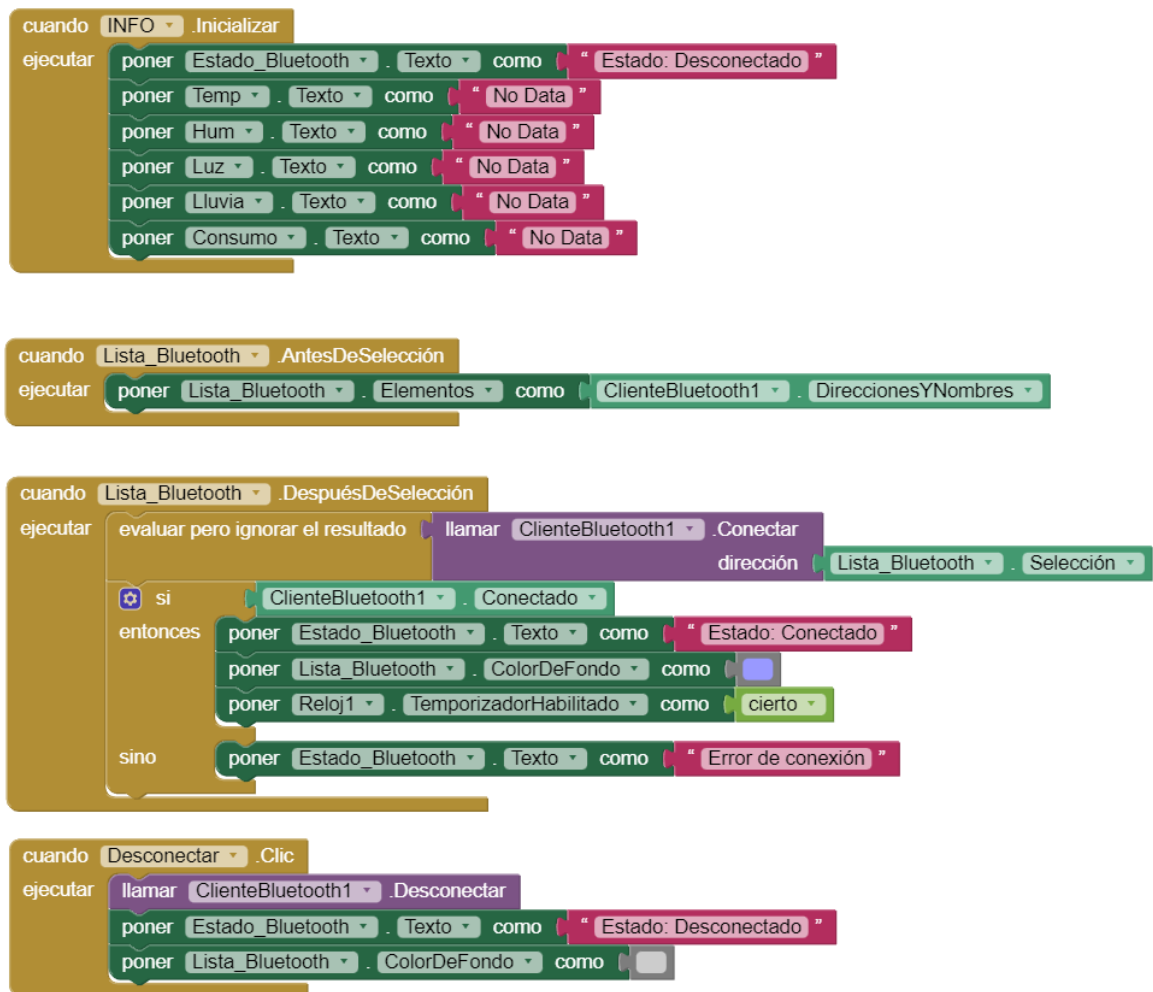 cuando INFO .Inicializar
ejecutar poner Estado_Bluetooth . Texto como " Estado: Desconectado "
poner Temp . Texto como " No Data "
poner Hum . Texto como " No Data "
poner Luz . Texto como " No Data "
poner Lluvia . Texto como " No Data "
poner Consumo . Texto como " No Data "
cuando Lista_Bluetooth .AntesDeSelección
ejecutar poner Lista_Bluetooth . Elementos como ClienteBluetooth1 . DireccionesYNombres
cuando Lista_Bluetooth .DespuésDeSelección
ejecutar evaluar pero ignorar el resultado llamar ClienteBluetooth1 .Conectar
dirección Lista_Bluetooth . Selección
si ClienteBluetooth1 . Conectado
entonces poner Estado_Bluetooth . Texto como " Estado: Conectado "
poner Lista_Bluetooth . ColorDeFondo como
poner Reloj1 . TemporizadorHabilitado como cierto
sino poner Estado_Bluetooth . Texto como " Error de conexión "
cuando Desconectar .Clic
ejecutar llamar ClienteBluetooth1 .Desconectar
poner Estado_Bluetooth . Texto como " Estado: Desconectado "
poner Lista_Bluetooth . ColorDeFondo como